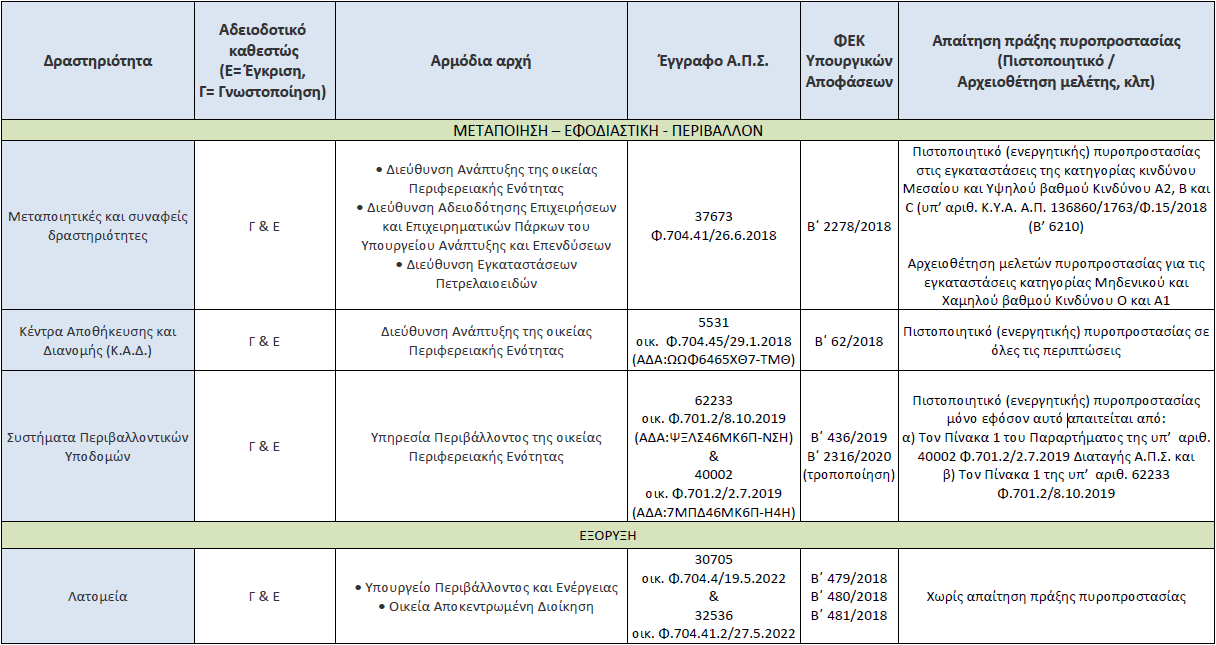 Δραστηριότητα
Αδειοδοτικό
καθεστώς
(Ε= Έγκριση,
Γ= Γνωστοποίηση)
Αρμόδια αρχή
Έγγραφο Α.Π.Σ.
ΦΕΚ
Υπουργικών
Αποφάσεων
Απαίτηση πράξης πυροπροστασίας
(Πιστοποιητικό /
Αρχειοθέτηση μελέτης, κλπ)
ΜΕΤΑΠΟΙΗΣΗ – ΕΦΟΔΙΑΣΤΙΚΗ - ΠΕΡΙΒΑΛΛΟΝ
Μεταποιητικές και συναφείς
δραστηριότητες
Γ & Ε
• Διεύθυνση Ανάπτυξης της οικείας
Περιφερειακής Ενότητας
• Διεύθυνση Αδειοδότησης Επιχειρήσεων
και Επιχειρηματικών Πάρκων του
Υπουργείου Ανάπτυξης και Επενδύσεων
• Διεύθυνση Εγκαταστάσεων
Πετρελαιοειδών
37673
Φ.704.41/26.6.2018
Β΄ 2278/2018
Πιστοποιητικό (ενεργητικής) πυροπροστασίας
στις εγκαταστάσεις της κατηγορίας κινδύνου
Μεσαίου και Υψηλού βαθμού Κινδύνου Α2, Β και
C (υπ’ αριθ. Κ.Υ.Α. Α.Π. 136860/1763/Φ.15/2018
(Β’ 6210)
Αρχειοθέτηση μελετών πυροπροστασίας για τις
εγκαταστάσεις κατηγορίας Μηδενικού και
Χαμηλού βαθμού Κινδύνου Ο και Α1
Κέντρα Αποθήκευσης και
Διανομής (Κ.Α.Δ.)
Γ & Ε
Διεύθυνση Ανάπτυξης της οικείας
Περιφερειακής Ενότητας
5531
οικ. Φ.704.45/29.1.2018
(ΑΔΑ:ΩΩΦ6465ΧΘ7-ΤΜΘ)
Β΄ 62/2018
Πιστοποιητικό (ενεργητικής) πυροπροστασίας σε
όλες τις περιπτώσεις
Συστήματα Περιβαλλοντικών
Υποδομών
Γ & Ε
Υπηρεσία Περιβάλλοντος της οικείας
Περιφερειακής Ενότητας
62233
οικ. Φ.701.2/8.10.2019
(ΑΔΑ:ΨΞΛΣ46ΜΚ6Π-ΝΣΗ)
&
40002
οικ. Φ.701.2/2.7.2019
(ΑΔΑ:7ΜΠΔ46ΜΚ6Π-Η4Η)
Β΄ 436/2019
Β΄ 2316/2020
(τροποποίηση)
Πιστοποιητικό (ενεργητικής) πυροπροστασίας
μόνο εφόσον αυτό απαιτείται από:
α) Τον Πίνακα 1 του Παραρτήματος της υπ’ αριθ.
40002 Φ.701.2/2.7.2019 Διαταγής Α.Π.Σ. και
β) Τον Πίνακα 1 της υπ’ αριθ. 62233
Φ.701.2/8.10.2019
ΕΞΟΡΥΞΗ
Λατομεία
Γ & Ε
• Υπουργείο Περιβάλλοντος και Ενέργειας
• Οικεία Αποκεντρωμένη Διοίκηση
30705
οικ. Φ.704.4/19.5.2022
&
32536
οικ. Φ.704.41.2/27.5.2022
Β΄ 479/2018
Β΄ 480/2018
Β΄ 481/2018
Χωρίς απαίτηση πράξης πυροπροστασίας